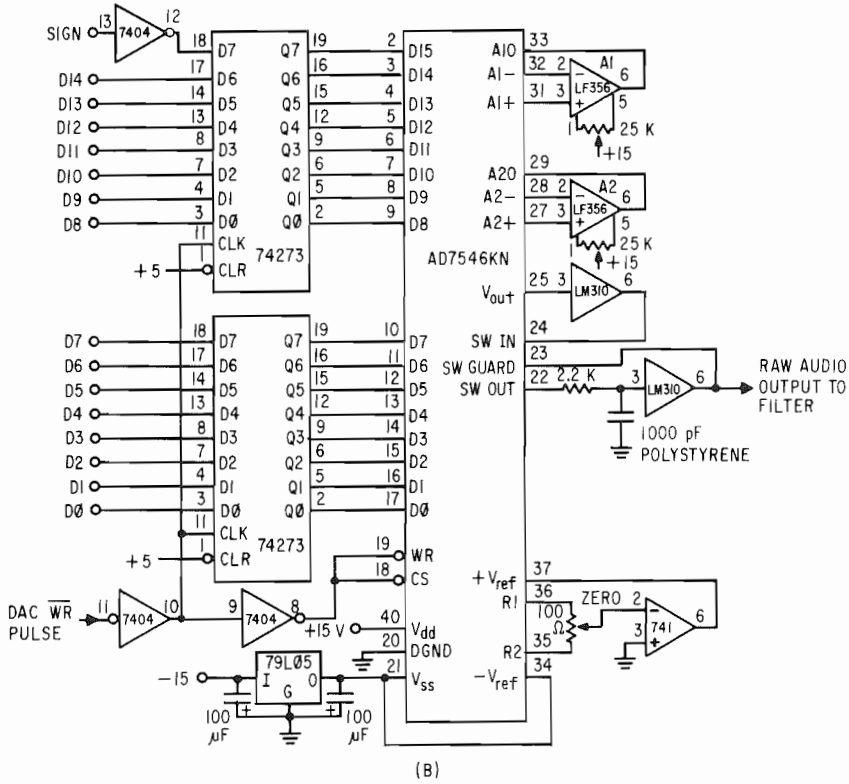 SIGN 13 7404 12 18 D7 Q7 19 2 D15 A1O 33
D14 17 D6 Q6 16 3 D14 A1- 32 2 - A1 6
D13 14 D5 Q5 15 4 D13 A1+ 31 3 + LF356 5
D12 13 D4 Q4 12 5 D12 1 25 K
D11 8 D3 Q3 9 6 D11 +15
D10 7 D2 Q2 6 7 D10 A2O 29
D9 4 D1 Q1 5 8 D9 A2- 28 2 - A2 6
D8 3 DØ QØ 2 9 D8 A2+ 27 3 + LF356 5
11 CLK 1 25 K
+5 1 CLR 74273 AD7546KN +15
Vout 25 3 LM310 6
SW IN 24
D7 18 D7 Q7 19 10 D7
D6 17 D6 Q6 16 11 D6 SW GUARD 23
D5 14 D5 Q5 15 12 D5 SW OUT 22 2.2 K 3 LM310 6 RAW AUDIO
OUTPUT TO
FILTER
D4 13 D4 Q4 12 13 D4
D3 8 D3 Q3 9 14 D3 1000 pF
D2 7 D2 Q2 6 15 D2 POLYSTYRENE
D1 4 D1 Q1 5 16 D1
DØ 3 DØ QØ 2 17 DØ
11 CLK
+5 1 CLR 74273 19 WR
18 CS +Vref 37
DAC WR
PULSE 11 7404 10 9 7404 8 R1 36 100 Ω ZERO 2 - 741 6
+15 V 40 Vdd 3 +
20 DGND R2 35
-15 I 79LØ5 O G 21 Vss -Vref 34
100 µF + + 100 µF
(B)